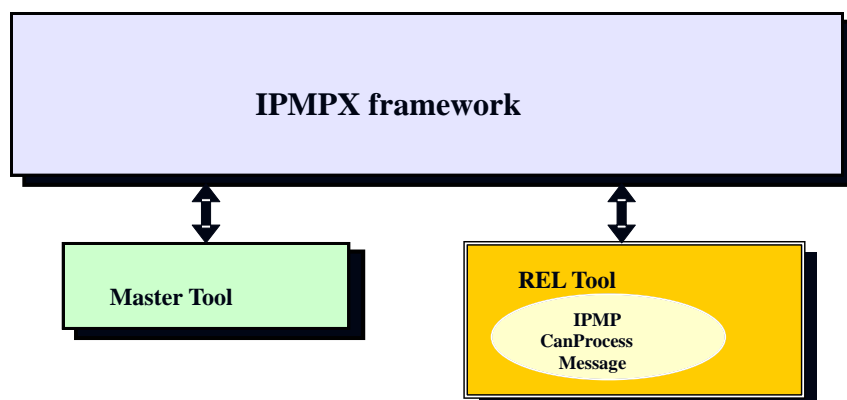 IPMPX framework
Master Tool
REL Tool
IPMP
CanProcess
Message